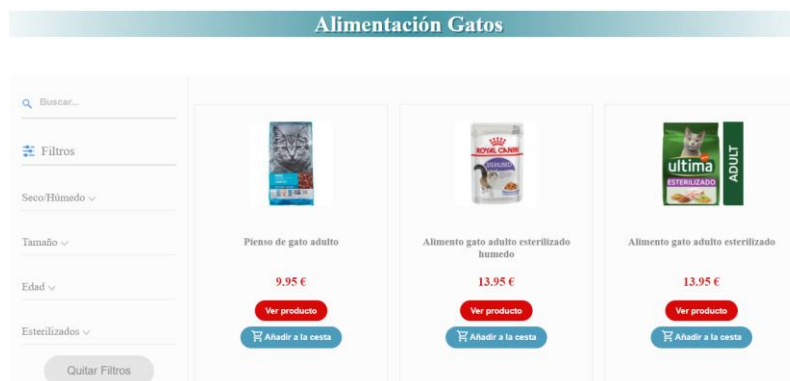 Alimentación Gatos
Buscar...
Filtros
Seco/Húmedo
Tamaño
Edad
Esterilizados
Quitar Filtros
Pienso de gato adulto
9.95 €
Ver producto
Añadir a la cesta
ROYAL CANIN
STERILISED
Alimento gato adulto esterilizado
humedo
13.95 €
Ver producto
Añadir a la cesta
ultima
ESTERILIZADO
ADULT
Alimento gato adulto esterilizado
13.95 €
Ver producto
Añadir a la cesta